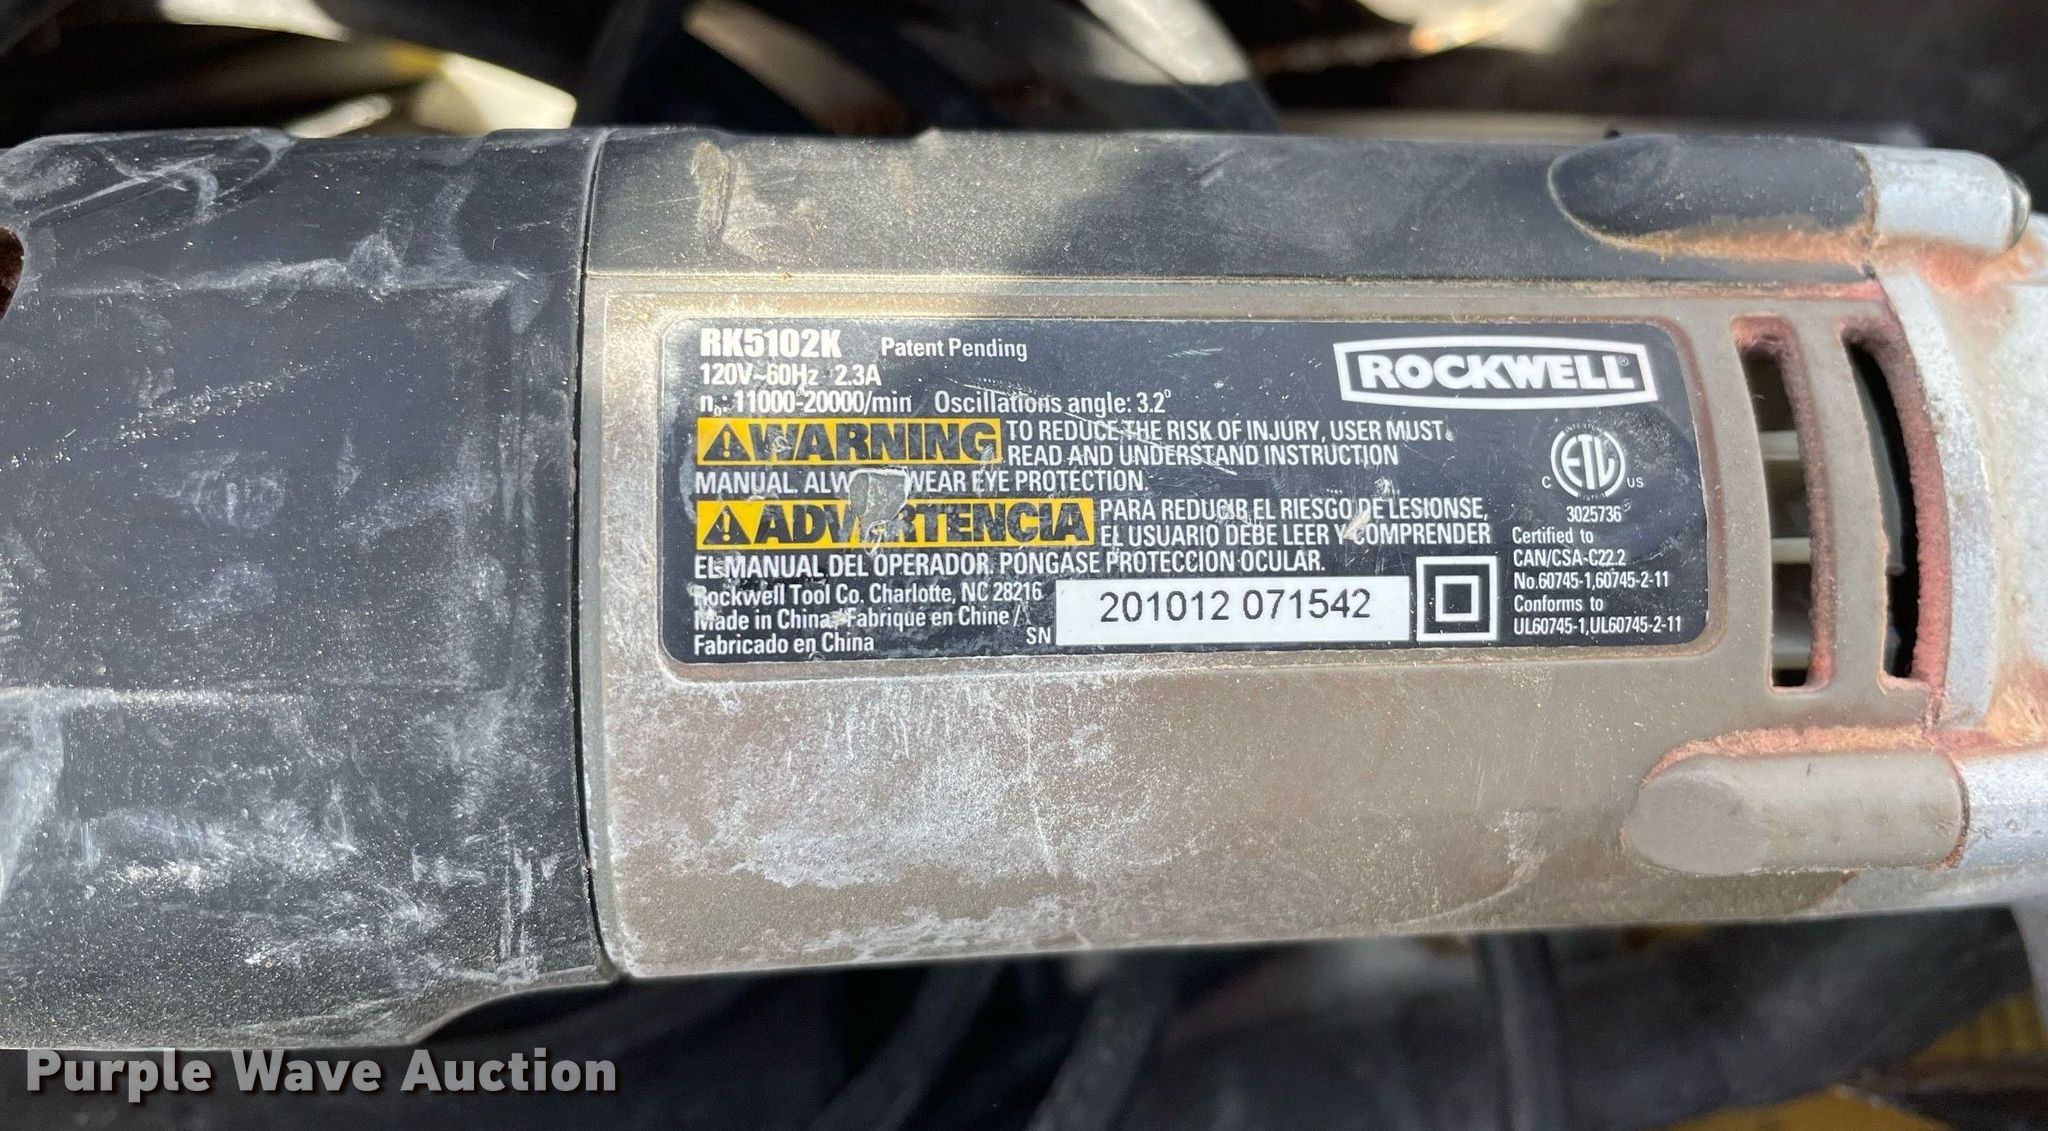 RK5102K Patent Pending
120V~60Hz 2.3A
n₀: 11000-20000/min Oscillations angle: 3.2°
ROCKWELL®
WARNING TO REDUCE THE RISK OF INJURY, USER MUST
READ AND UNDERSTAND INSTRUCTION
MANUAL. WEAR EYE PROTECTION.
ADVERTENCIA PARA REDUCIR EL RIESGO DE LESIONSE,
EL USUARIO DEBE LEER Y COMPRENDER
EL MANUAL DEL OPERADOR. PÓNGASE PROTECCION OCULAR.
Rockwell Tool Co. Charlotte, NC 28216
Made in China / Fabriqué en Chine /
Fabricado en China
SN 201012 071542
ETL
C US
3025736
Certified to
CAN/CSA-C22.2
No.60745-1,60745-2-11
Conforms to
UL60745-1,UL60745-2-11
Purple Wave Auction